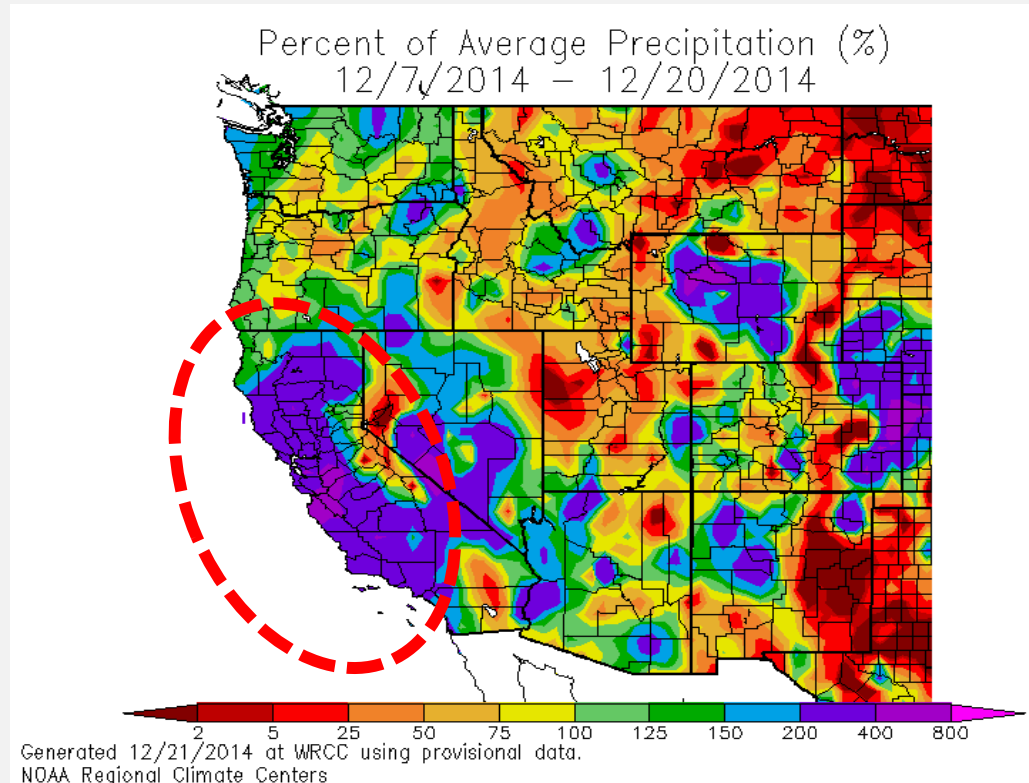 Percent of Average Precipitation (%)
12/7/2014 – 12/20/2014
2 5 25 50 75 100 125 150 200 400 800
Generated 12/21/2014 at WRCC using provisional data.
NOAA Regional Climate Centers